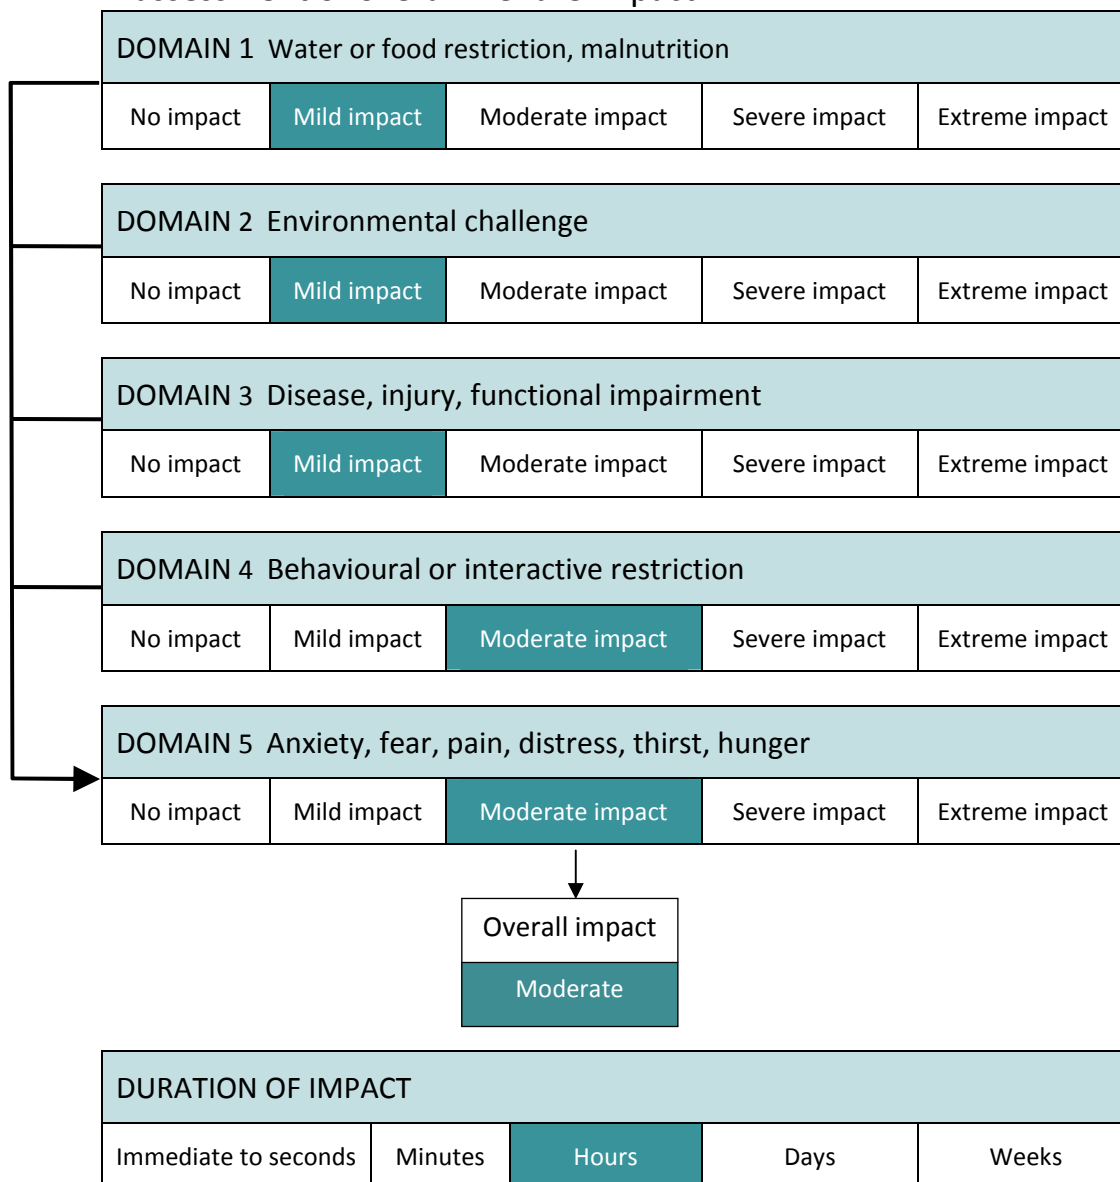 DOMAIN 1 Water or food restriction, malnutrition
No impact Mild impact Moderate impact Severe impact Extreme impact
DOMAIN 2 Environmental challenge
No impact Mild impact Moderate impact Severe impact Extreme impact
DOMAIN 3 Disease, injury, functional impairment
No impact Mild impact Moderate impact Severe impact Extreme impact
DOMAIN 4 Behavioural or interactive restriction
No impact Mild impact Moderate impact Severe impact Extreme impact
DOMAIN 5 Anxiety, fear, pain, distress, thirst, hunger
No impact Mild impact Moderate impact Severe impact Extreme impact
Overall impact
Moderate
DURATION OF IMPACT
Immediate to seconds Minutes Hours Days Weeks